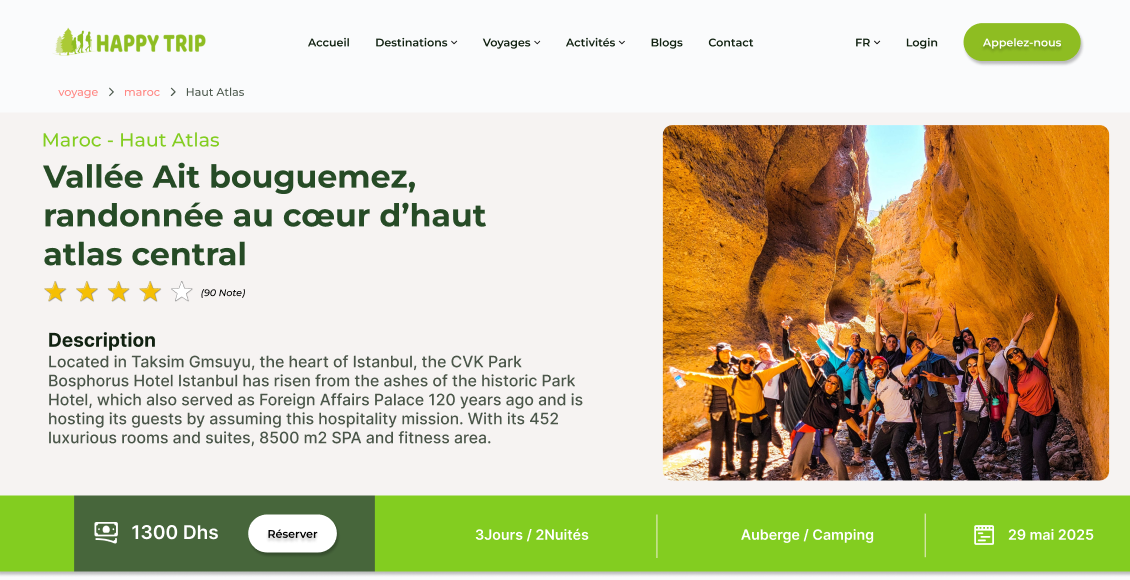 HAPPY TRIP
Accueil
Destinations
Voyages
Activités
Blogs
Contact
FR
Login
Appelez-nous
voyage > maroc > Haut Atlas
Maroc - Haut Atlas
Vallée Ait bouguemez,
randonnée au cœur d’haut
atlas central
(90 Note)
Description
Located in Taksim Gmsuyu, the heart of Istanbul, the CVK Park
Bosphorus Hotel Istanbul has risen from the ashes of the historic Park
Hotel, which also served as Foreign Affairs Palace 120 years ago and is
hosting its guests by assuming this hospitality mission. With its 452
luxurious rooms and suites, 8500 m2 SPA and fitness area.
1300 Dhs
Réserver
3Jours / 2Nuités
Auberge / Camping
29 mai 2025